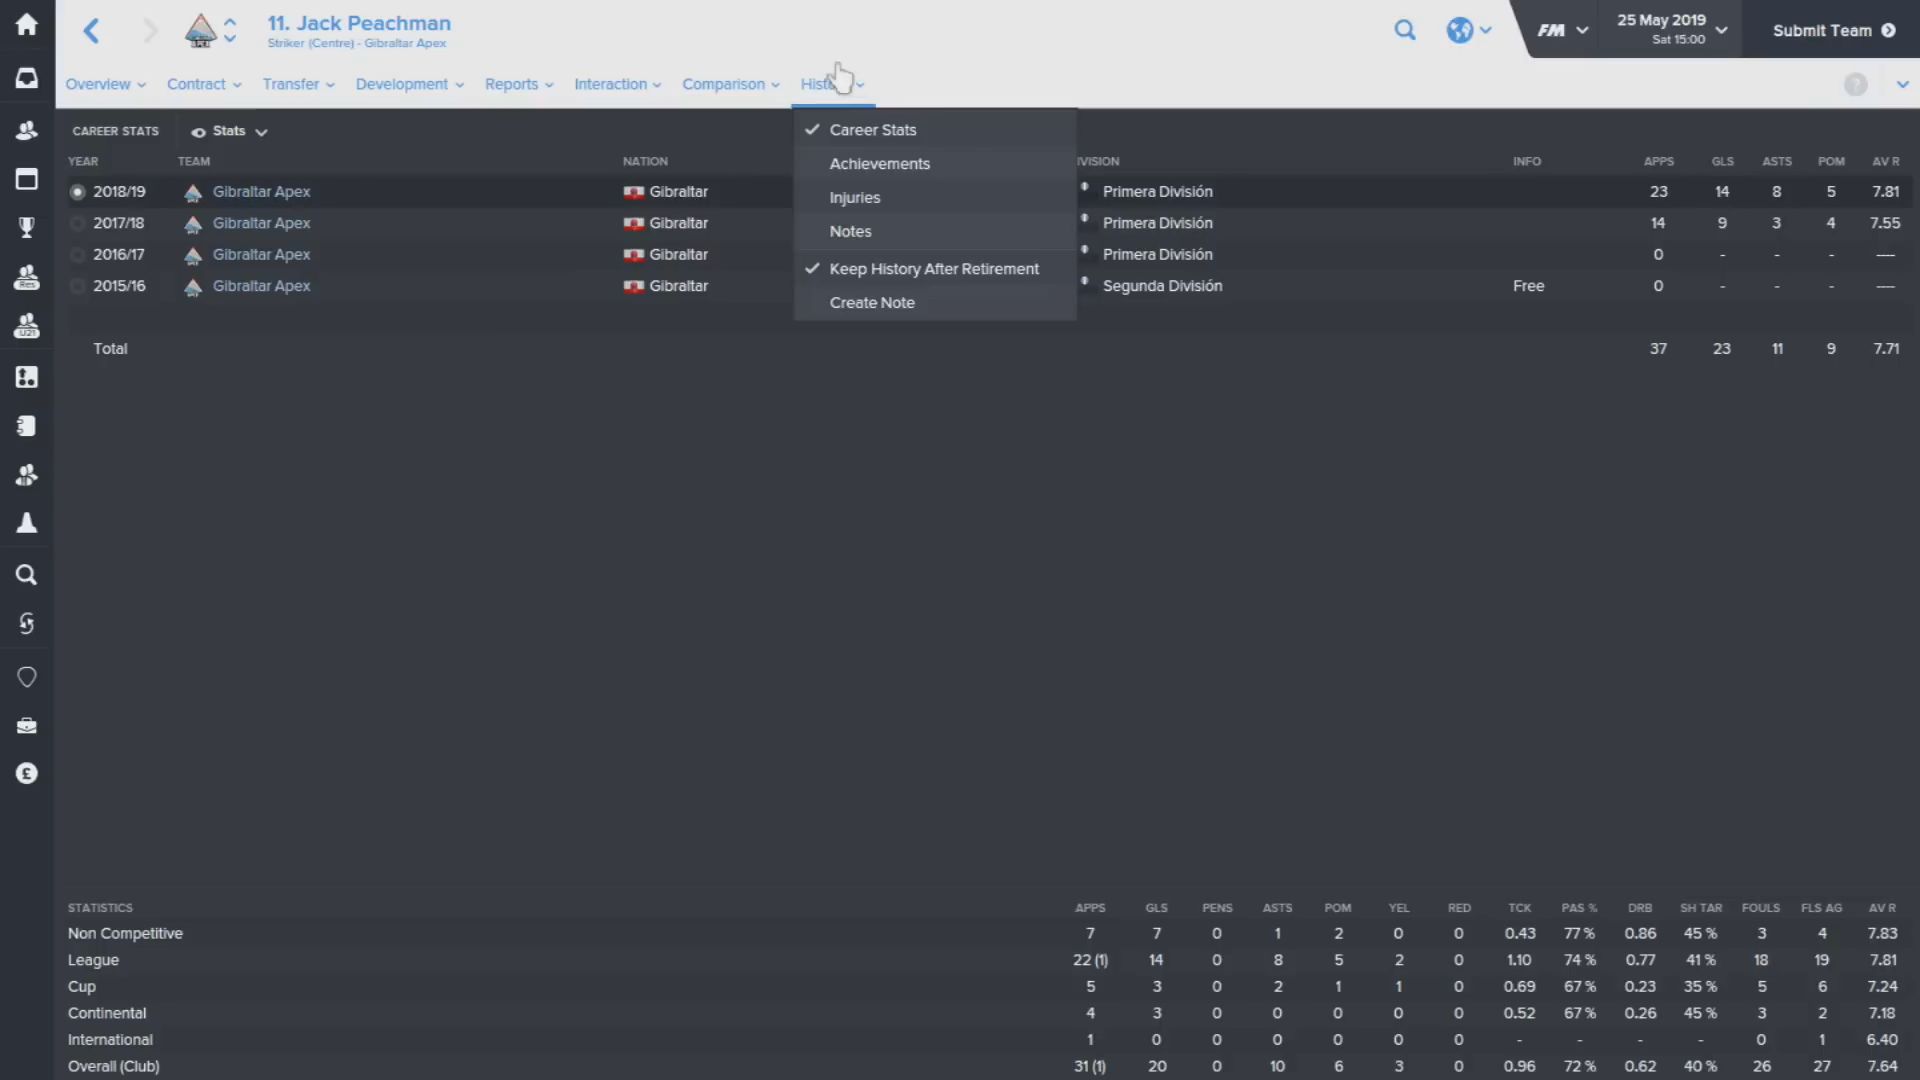 11. Jack Peachman
Striker (Centre) - Gibraltar Apex
FM
25 May 2019
Sat 15:00
Submit Team
Overview Contract Transfer Development Reports Interaction Comparison
?
CAREER STATS Stats
YEAR TEAM NATION INFO APPS GLS ASTS POM AV R
2018/19 Gibraltar Apex Gibraltar Primera División 23 14 8 5 7.81
2017/18 Gibraltar Apex Gibraltar Primera División 14 9 3 4 7.55
2016/17 Gibraltar Apex Gibraltar Primera División 0 - - - ----
2015/16 Gibraltar Apex Gibraltar Segunda División Free 0 - - - ----
Total 37 23 11 9 7.71
Career Stats
Achievements
Injuries
Notes
Keep History After Retirement
Create Note
Res
U21
£
STATISTICS APPS GLS PENS ASTS POM YEL RED TCK PAS % DRB SH TAR FOULS FLS AG AV R
Non Competitive 7 7 0 1 2 0 0 0.43 77 % 0.86 45 % 3 4 7.83
League 22 (1) 14 0 8 5 2 0 1.10 74 % 0.77 41 % 18 19 7.81
Cup 5 3 0 2 1 1 0 0.69 67 % 0.23 35 % 5 6 7.24
Continental 4 3 0 0 0 0 0 0.52 67 % 0.26 45 % 3 2 7.18
International 1 0 0 0 0 0 0 - - - - 0 1 6.40
Overall (Club) 31 (1) 20 0 10 6 3 0 0.96 72 % 0.62 40 % 26 27 7.64